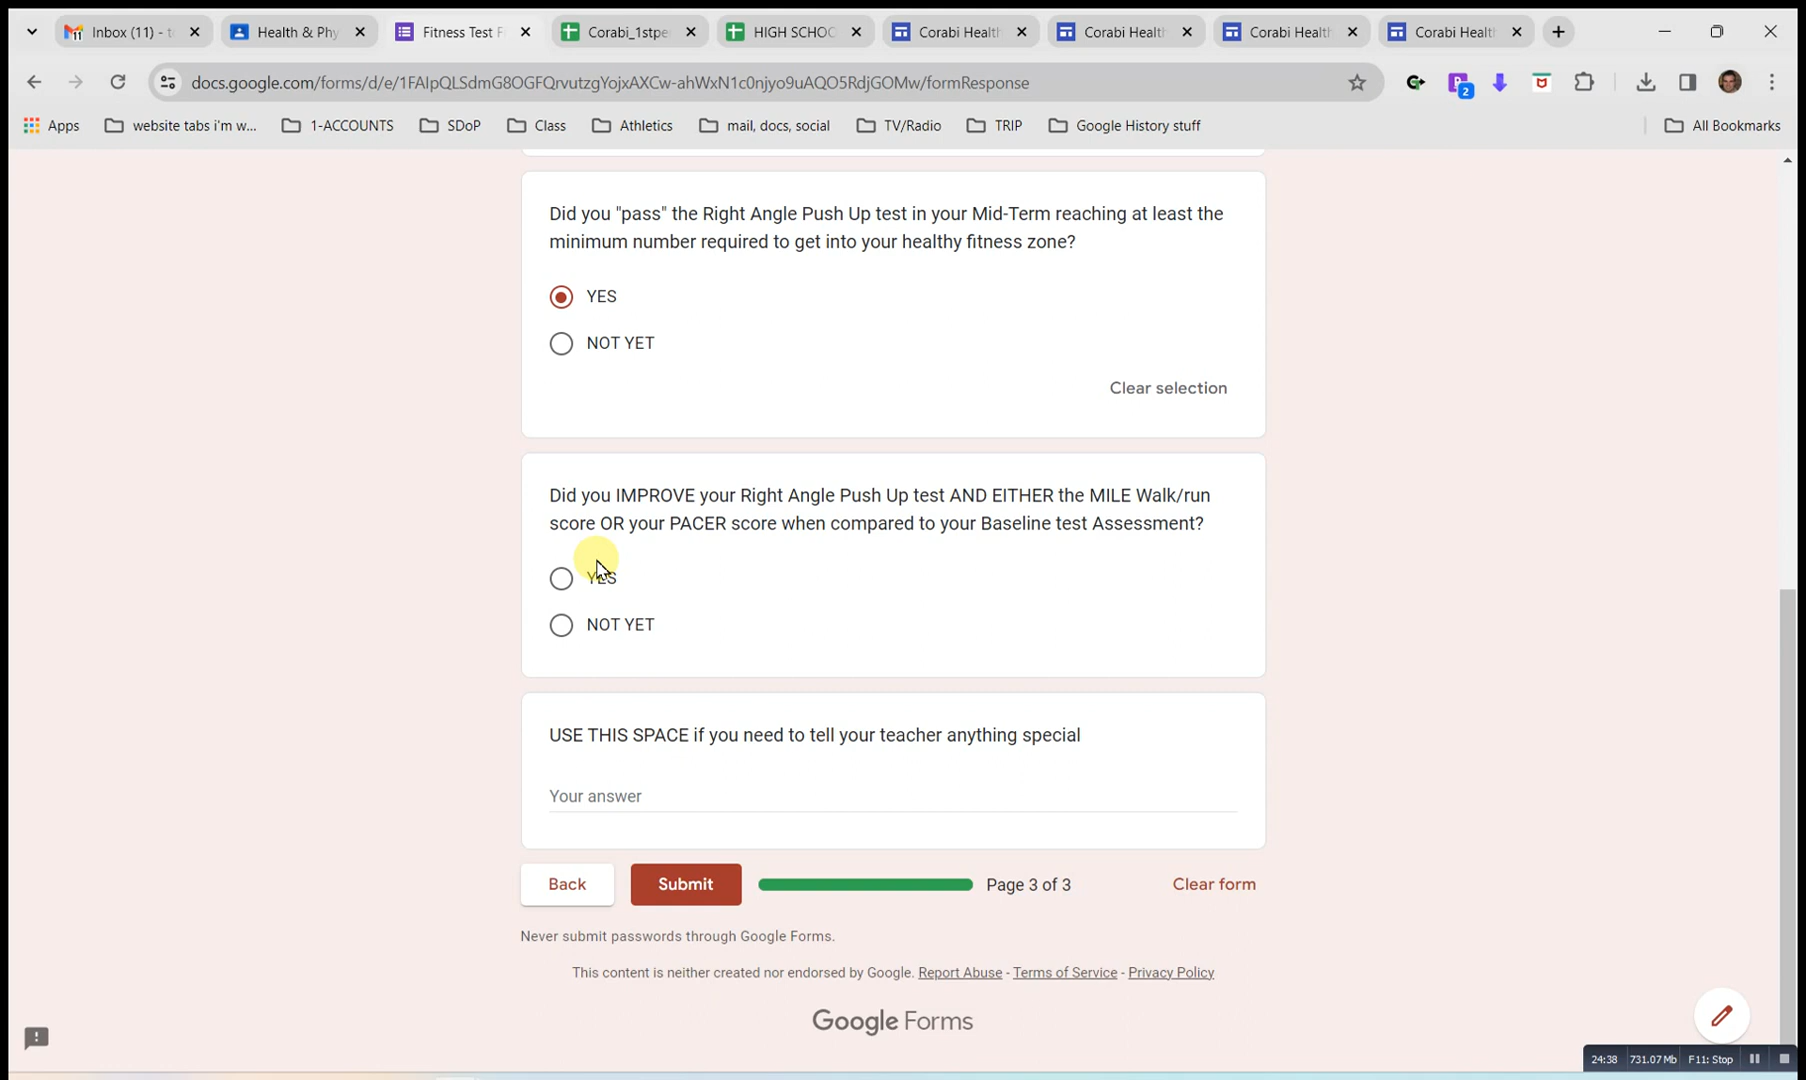 Inbox (11) - t
Health & Phy
Fitness Test F
Corabi_1stpe
HIGH SCHOO
Corabi Healt
Corabi Healt
Corabi Healt
Corabi Healt
docs.google.com/forms/d/e/1FAIpQLSdmG8OGFQrvutzgYojxAXCw-ahWxN1c0njyo9uAQO5RdjGOMw/formResponse
2
Apps
website tabs i'm w...
1-ACCOUNTS
SDoP
Class
Athletics
mail, docs, social
TV/Radio
TRIP
Google History stuff
All Bookmarks
Did you "pass" the Right Angle Push Up test in your Mid-Term reaching at least the
minimum number required to get into your healthy fitness zone?
YES
NOT YET
Clear selection
Did you IMPROVE your Right Angle Push Up test AND EITHER the MILE Walk/run
score OR your PACER score when compared to your Baseline test Assessment?
YES
NOT YET
USE THIS SPACE if you need to tell your teacher anything special
Your answer
Back
Submit
Page 3 of 3
Clear form
Never submit passwords through Google Forms.
This content is neither created nor endorsed by Google. Report Abuse - Terms of Service - Privacy Policy
Google Forms
24:38 731.07 Mb F11: Stop